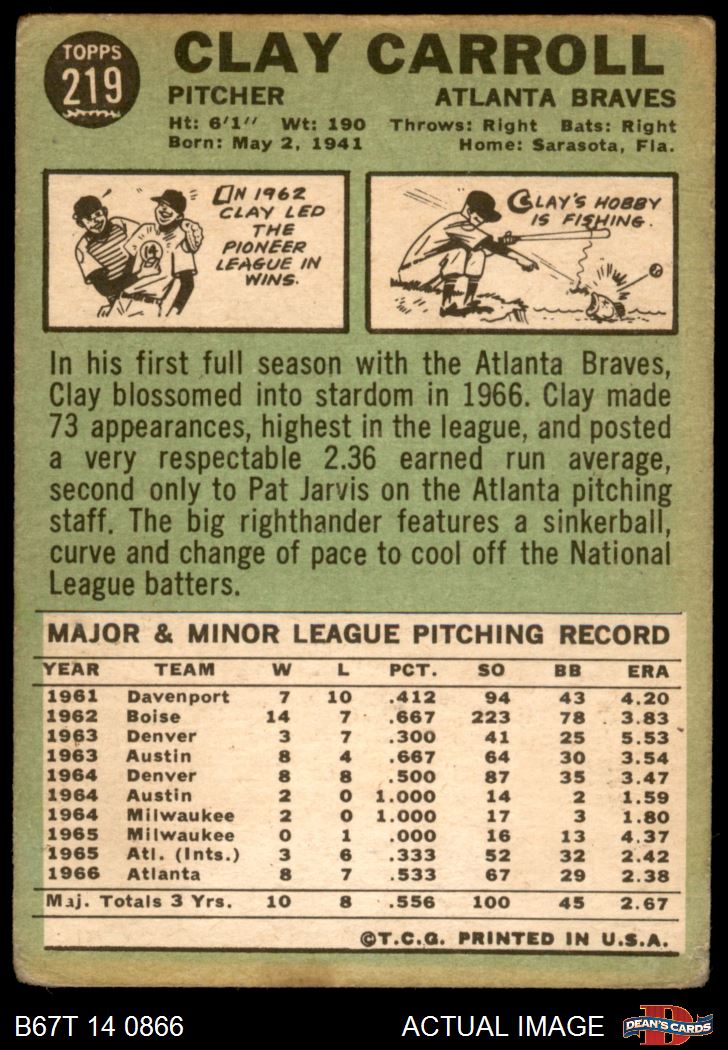 TOPPS
219
CLAY CARROLL
PITCHER ATLANTA BRAVES
Ht: 6'1" Wt: 190 Throws: Right Bats: Right
Born: May 2, 1941 Home: Sarasota, Fla.
IN 1962
CLAY LED
THE
PIONEER
LEAGUE IN
WINS.
14
CLAY'S HOBBY
IS FISHING.
In his first full season with the Atlanta Braves,
Clay blossomed into stardom in 1966. Clay made
73 appearances, highest in the league, and posted
a very respectable 2.36 earned run average,
second only to Pat Jarvis on the Atlanta pitching
staff. The big righthander features a sinkerball,
curve and change of pace to cool off the National
League batters.
MAJOR & MINOR LEAGUE PITCHING RECORD
YEAR TEAM W L PCT. SO BB ERA
1961 Davenport 7 10 .412 94 43 4.20
1962 Boise 14 7 .667 223 78 3.83
1963 Denver 3 7 .300 41 25 5.53
1963 Austin 8 4 .667 64 30 3.54
1964 Denver 8 8 .500 87 35 3.47
1964 Austin 2 0 1.000 14 2 1.59
1964 Milwaukee 2 0 1.000 17 3 1.80
1965 Milwaukee 0 1 .000 16 13 4.37
1965 Atl. (Ints.) 3 6 .333 52 32 2.42
1966 Atlanta 8 7 .533 67 29 2.38
Maj. Totals 3 Yrs. 10 8 .556 100 45 2.67
©T.C.G. PRINTED IN U.S.A.
B67T 14 0866 ACTUAL IMAGE
D
DEAN'S CARDS